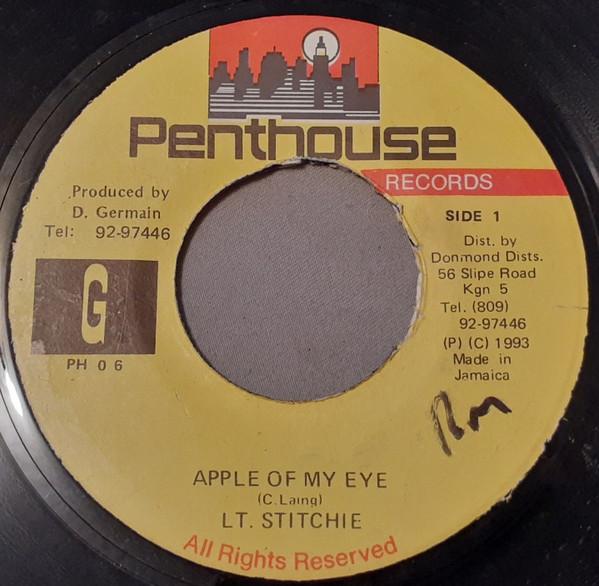 Penthouse
RECORDS
Produced by
D. Germain
Tel: 92-97446
G
PH 06
SIDE 1
Dist. by
Donmond Dists.
56 Slipe Road
Kgn 5
Tel. (809)
92-97446
(P) (C) 1993
Made in
Jamaica
APPLE OF MY EYE
(C. Laing)
LT. STITCHIE
All Rights Reserved